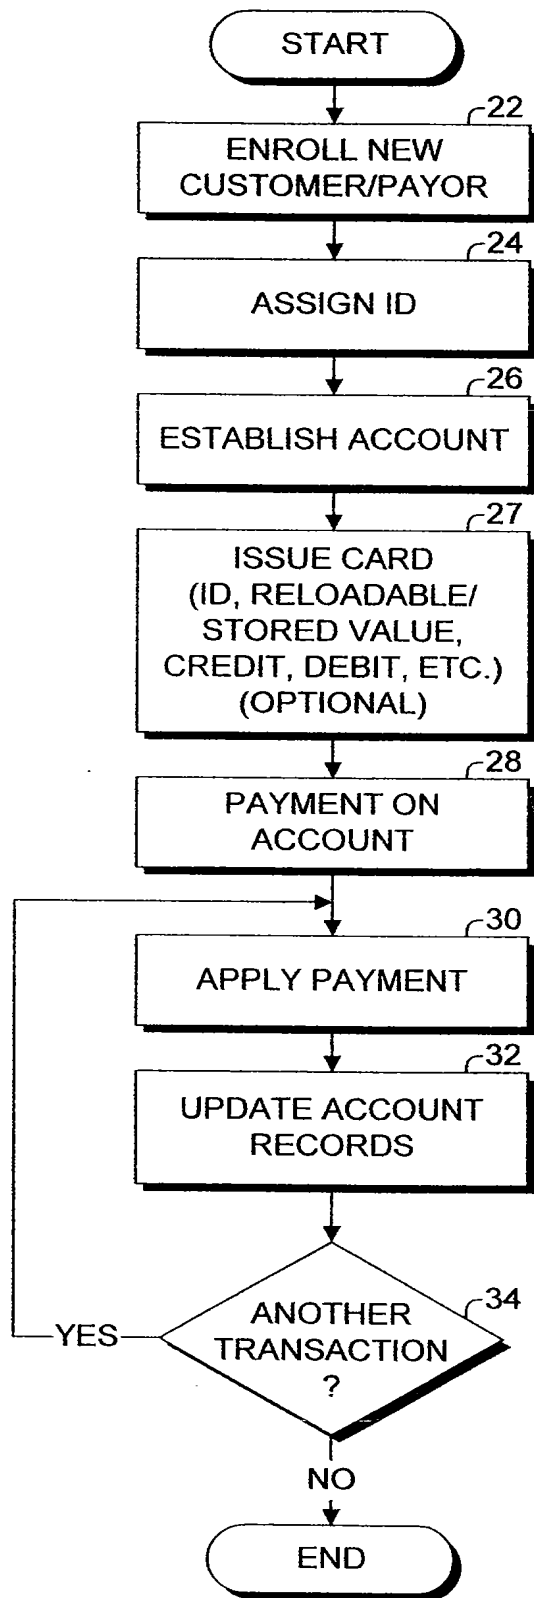 START
22
ENROLL NEW
CUSTOMER/PAYOR
24
ASSIGN ID
26
ESTABLISH ACCOUNT
27
ISSUE CARD
(ID, RELOADABLE/
STORED VALUE,
CREDIT, DEBIT, ETC.)
(OPTIONAL)
28
PAYMENT ON
ACCOUNT
30
APPLY PAYMENT
32
UPDATE ACCOUNT
RECORDS
34
ANOTHER
TRANSACTION
?
YES
NO
END